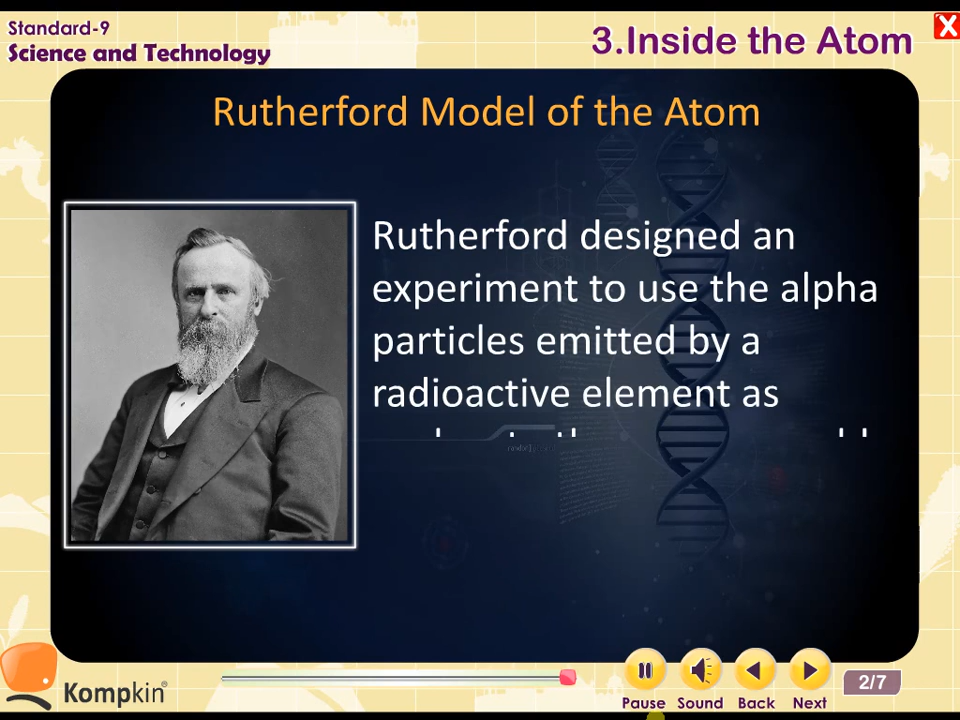 Standard-9
Science and Technology
3.Inside the Atom
X
Rutherford Model of the Atom
Rutherford designed an
experiment to use the alpha
particles emitted by a
radioactive element as
Kompkin®
Pause Sound Back Next
2/7